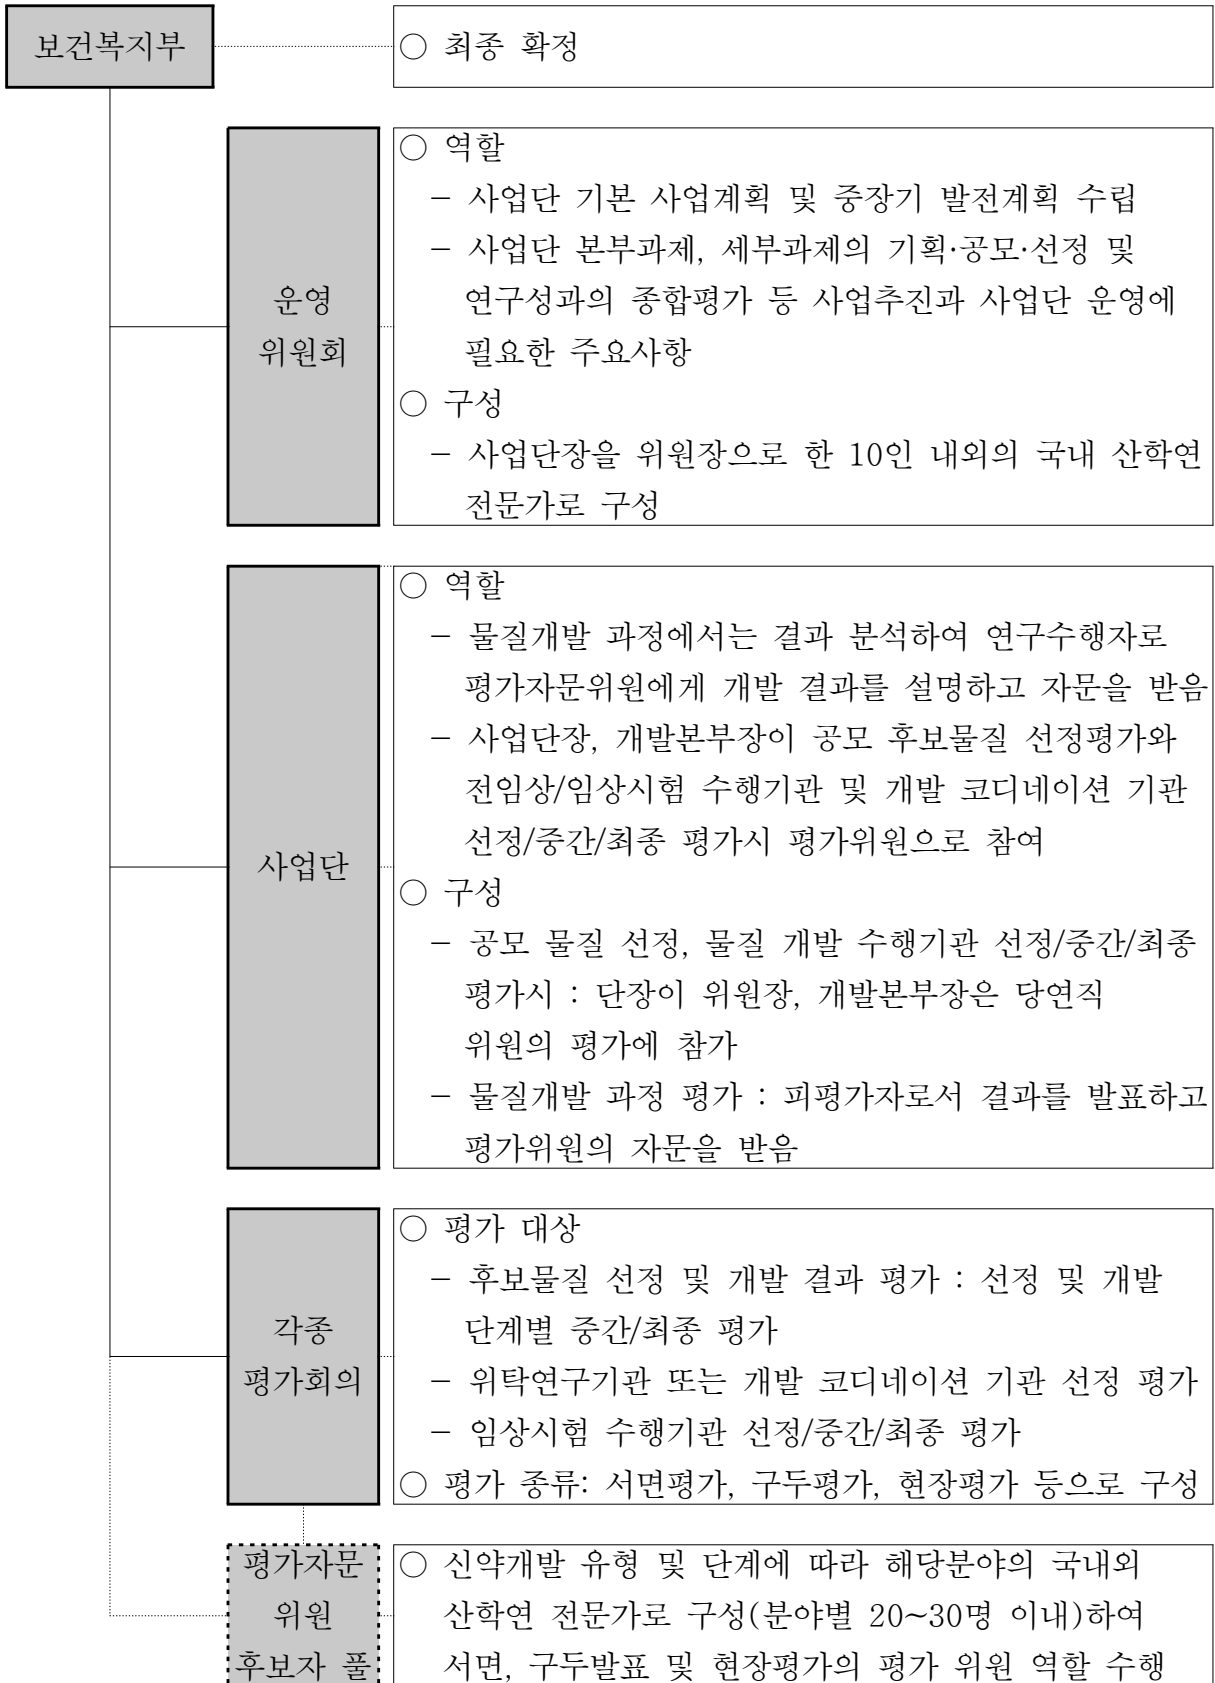 보건복지부
○ 최종 확정
운영
위원회
○ 역할
- 사업단 기본 사업계획 및 중장기 발전계획 수립
- 사업단 본부과제, 세부과제의 기획·공모·선정 및
연구성과의 종합평가 등 사업추진과 사업단 운영에
필요한 주요사항
○ 구성
- 사업단장을 위원장으로 한 10인 내외의 국내 산학연
전문가로 구성
사업단
○ 역할
- 물질개발 과정에서는 결과 분석하여 연구수행자로
평가자문위원에게 개발 결과를 설명하고 자문을 받음
- 사업단장, 개발본부장이 공모 후보물질 선정평가와
전임상/임상시험 수행기관 및 개발 코디네이션 기관
선정/중간/최종 평가시 평가위원으로 참여
○ 구성
- 공모 물질 선정, 물질 개발 수행기관 선정/중간/최종
평가시 : 단장이 위원장, 개발본부장은 당연직
위원의 평가에 참가
- 물질개발 과정 평가 : 피평가자로서 결과를 발표하고
평가위원의 자문을 받음
각종
평가회의
○ 평가 대상
- 후보물질 선정 및 개발 결과 평가 : 선정 및 개발
단계별 중간/최종 평가
- 위탁연구기관 또는 개발 코디네이션 기관 선정 평가
- 임상시험 수행기관 선정/중간/최종 평가
○ 평가 종류: 서면평가, 구두평가, 현장평가 등으로 구성
평가자문
위원
후보자 풀
○ 신약개발 유형 및 단계에 따라 해당분야의 국내외
산학연 전문가로 구성(분야별 20~30명 이내)하여
서면, 구두발표 및 현장평가의 평가 위원 역할 수행